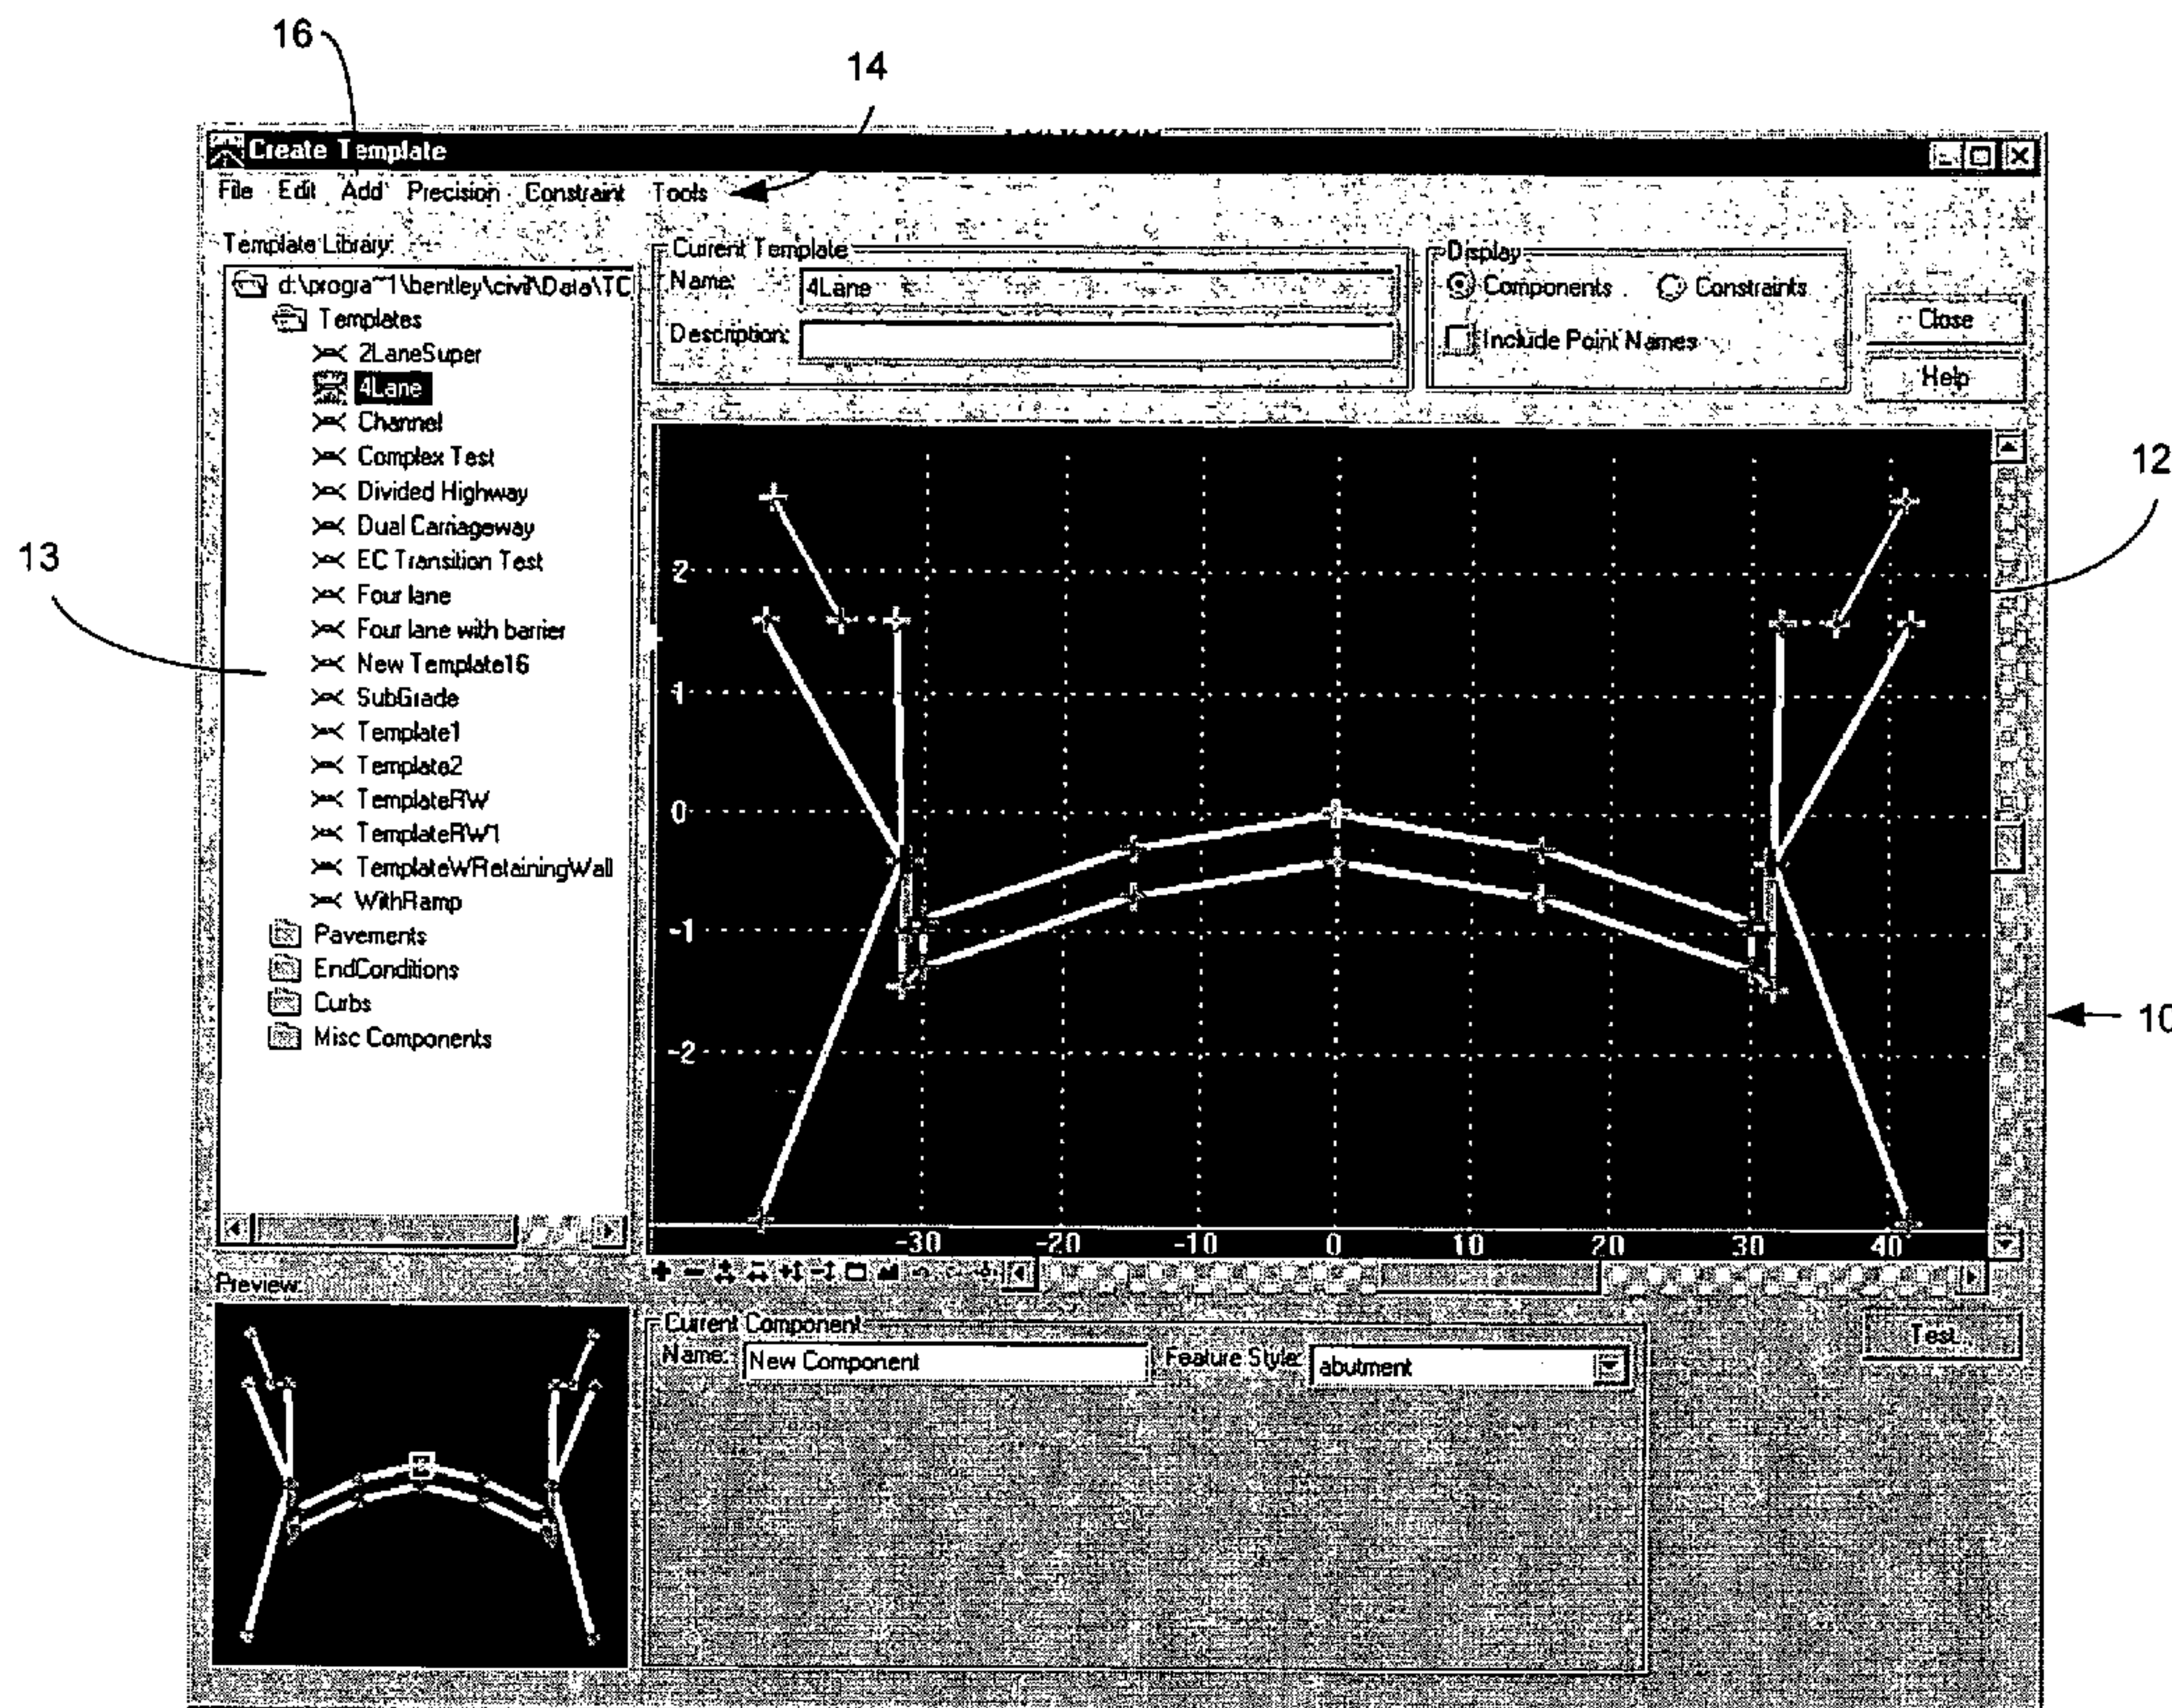 16
14
Create Template
File Edit Add Precision Constraint Tools
Template Library:
d:\progra~1\bentley\civil\Data\TC
Templates
2LaneSuper
4Lane
Channel
Complex Test
Divided Highway
Dual Carriageway
EC Transition Test
Four lane
Four lane with barrier
New Template16
SubGrade
Template1
Template2
TemplateRW
TemplateRW1
TemplateWRetainingWall
WithRamp
Pavements
EndConditions
Curbs
Misc Components
13
Current Template
Name: 4Lane
Description:
Display
Components Constraints
Include Point Names
Close
Help
12
2
1
0
-1
-2
-30 -20 -10 0 10 20 30 40
10
Preview:
Current Component
Name: New Component Feature Style: abutment
Test...